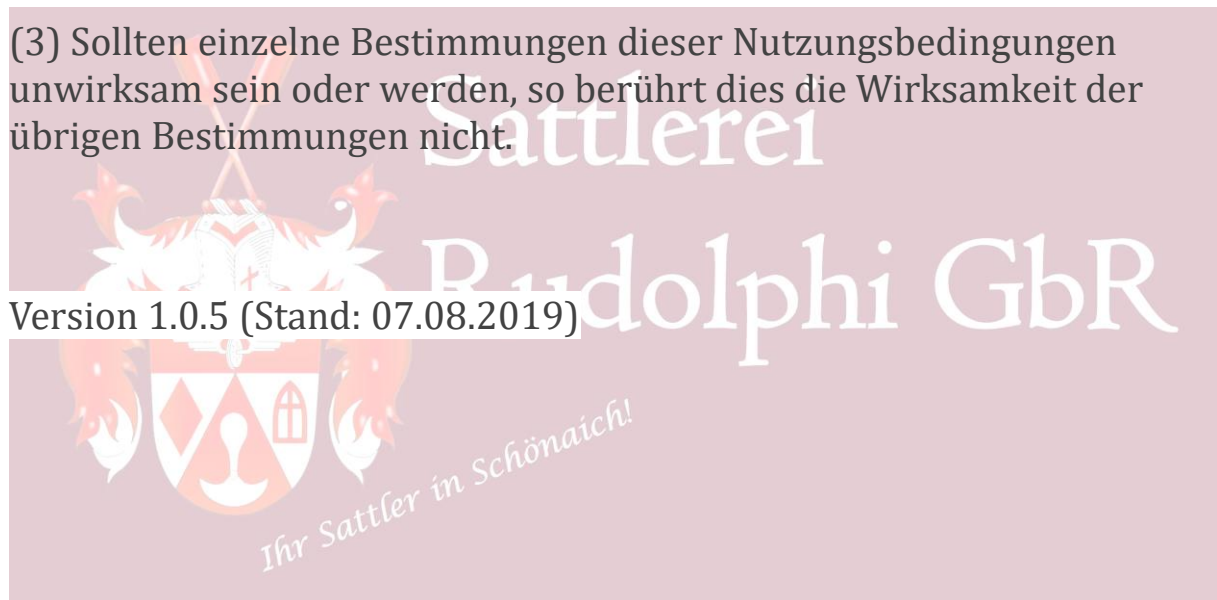 (3) Sollten einzelne Bestimmungen dieser Nutzungsbedingungen
unwirksam sein oder werden, so berührt dies die Wirksamkeit der
übrigen Bestimmungen nicht.
Sattlerei
Rudolphi GbR
Version 1.0.5 (Stand: 07.08.2019)
Ihr Sattler in Schönaich!